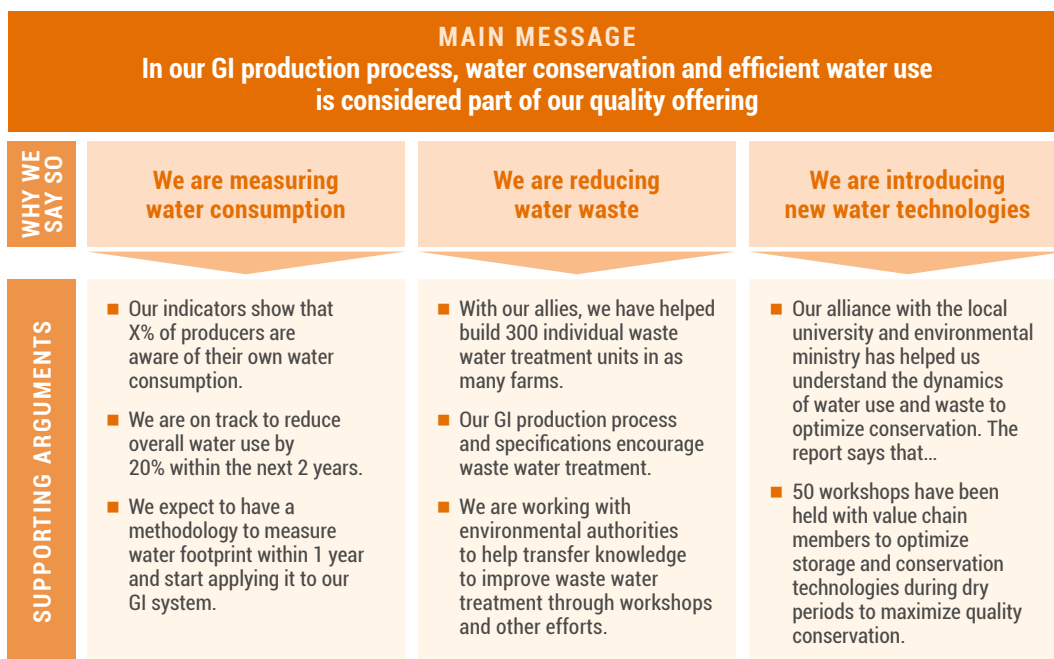 MAIN MESSAGE
In our GI production process, water conservation and efficient water use
is considered part of our quality offering
WHY WE
SAY SO
We are measuring
water consumption
We are reducing
water waste
We are introducing
new water technologies
SUPPORTING ARGUMENTS
■ Our indicators show that
X% of producers are
aware of their own water
consumption.
■ We are on track to reduce
overall water use by
20% within the next 2 years.
■ We expect to have a
methodology to measure
water footprint within 1 year
and start applying it to our
GI system.
■ With our allies, we have helped
build 300 individual waste
water treatment units in as
many farms.
■ Our GI production process
and specifications encourage
waste water treatment.
■ We are working with
environmental authorities
to help transfer knowledge
to improve waste water
treatment through workshops
and other efforts.
■ Our alliance with the local
university and environmental
ministry has helped us
understand the dynamics
of water use and waste to
optimize conservation. The
report says that...
■ 50 workshops have been
held with value chain
members to optimize
storage and conservation
technologies during dry
periods to maximize quality
conservation.